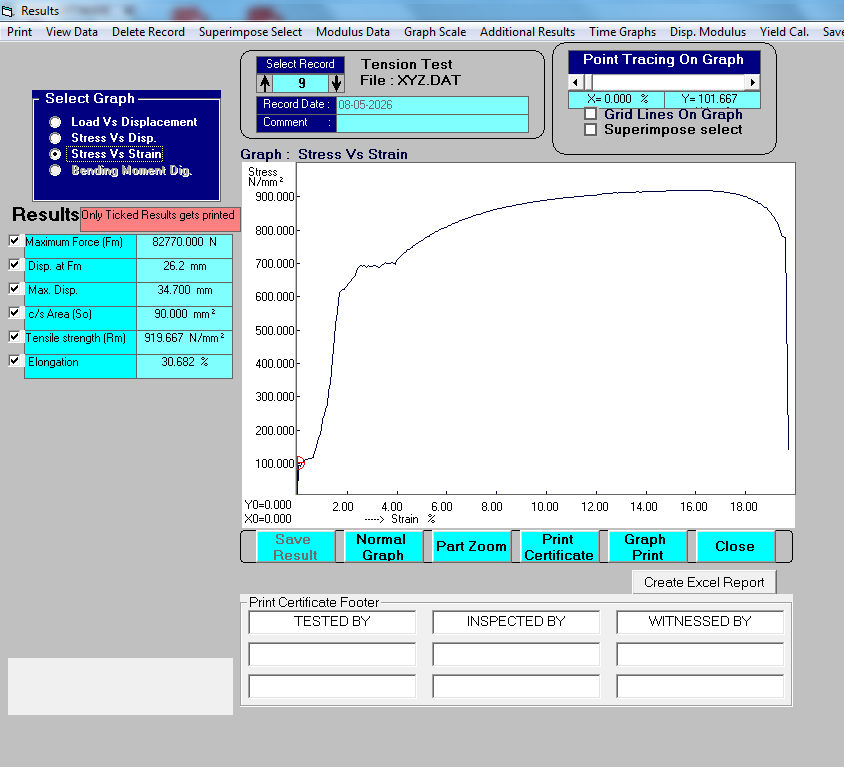 Results
Print View Data Delete Record Superimpose Select Modulus Data Graph Scale Additional Results Time Graphs Disp. Modulus Yield Cal. Save
Select Graph
Load Vs Displacement
Stress Vs Disp.
Stress Vs Strain
Bending Moment Dig.
Select Record
9
Tension Test
File : XYZ.DAT
Record Date : 08-05-2026
Comment :
Point Tracing On Graph
X= 0.000 % Y= 101.667
Grid Lines On Graph
Superimpose select
Results
Only Ticked Results gets printed
Maximum Force (Fm) 82770.000 N
Disp. at Fm 26.2 mm
Max. Disp. 34.700 mm
c/s Area (So) 90.000 mm²
Tensile strength (Rm) 919.667 N/mm²
Elongation 30.682 %
Graph : Stress Vs Strain
Stress
N/mm²
900.000
800.000
700.000
600.000
500.000
400.000
300.000
200.000
100.000
Y0=0.000
X0=0.000
2.00 4.00 6.00 8.00 10.00 12.00 14.00 16.00 18.00
----> Strain %
Save Result
Normal Graph
Part Zoom
Print Certificate
Graph Print
Close
Create Excel Report
Print Certificate Footer
TESTED BY INSPECTED BY WITNESSED BY